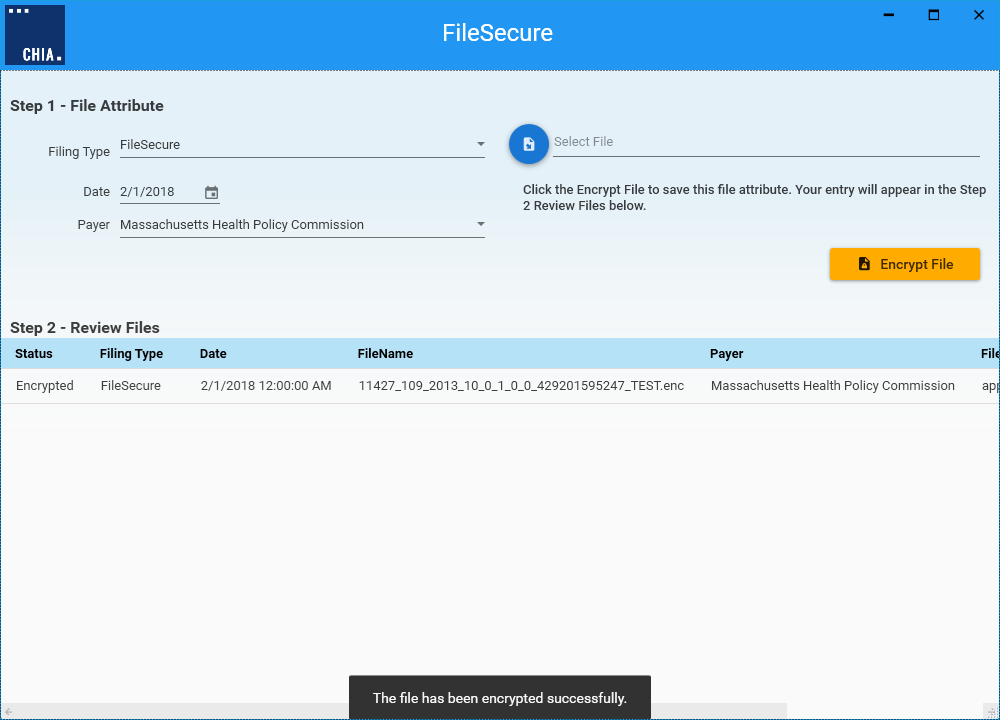 CHIA.
FileSecure
Step 1 - File Attribute
Filing Type
FileSecure
Select File
Date
2/1/2018
Click the Encrypt File to save this file attribute. Your entry will appear in the Step
2 Review Files below.
Payer
Massachusetts Health Policy Commission
Encrypt File
Step 2 - Review Files
Status Filing Type Date FileName Payer File
Encrypted FileSecure 2/1/2018 12:00:00 AM 11427_109_2013_10_0_1_0_0_429201595247_TEST.enc Massachusetts Health Policy Commission app
The file has been encrypted successfully.